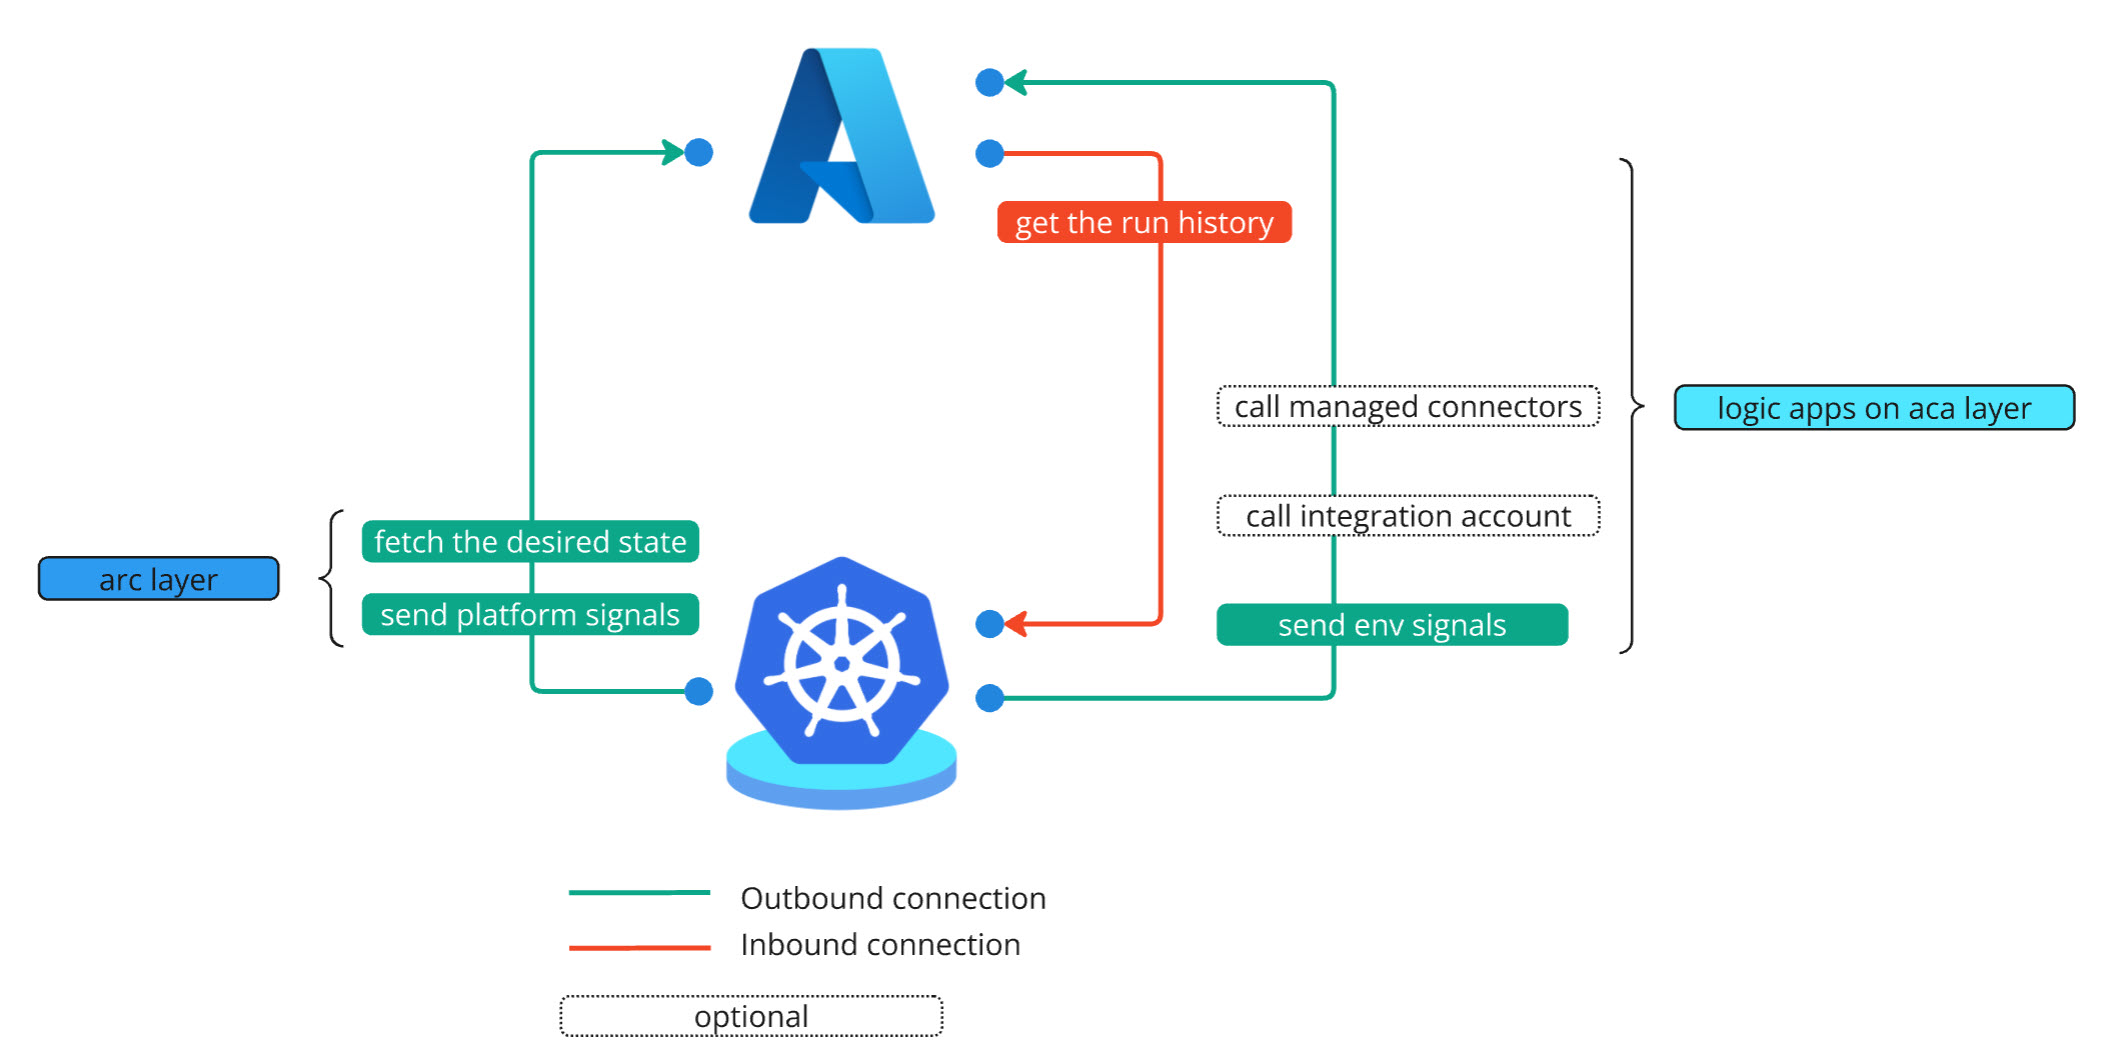 get the run history
call managed connectors
logic apps on aca layer
call integration account
fetch the desired state
arc layer
send platform signals
send env signals
Outbound connection
Inbound connection
optional